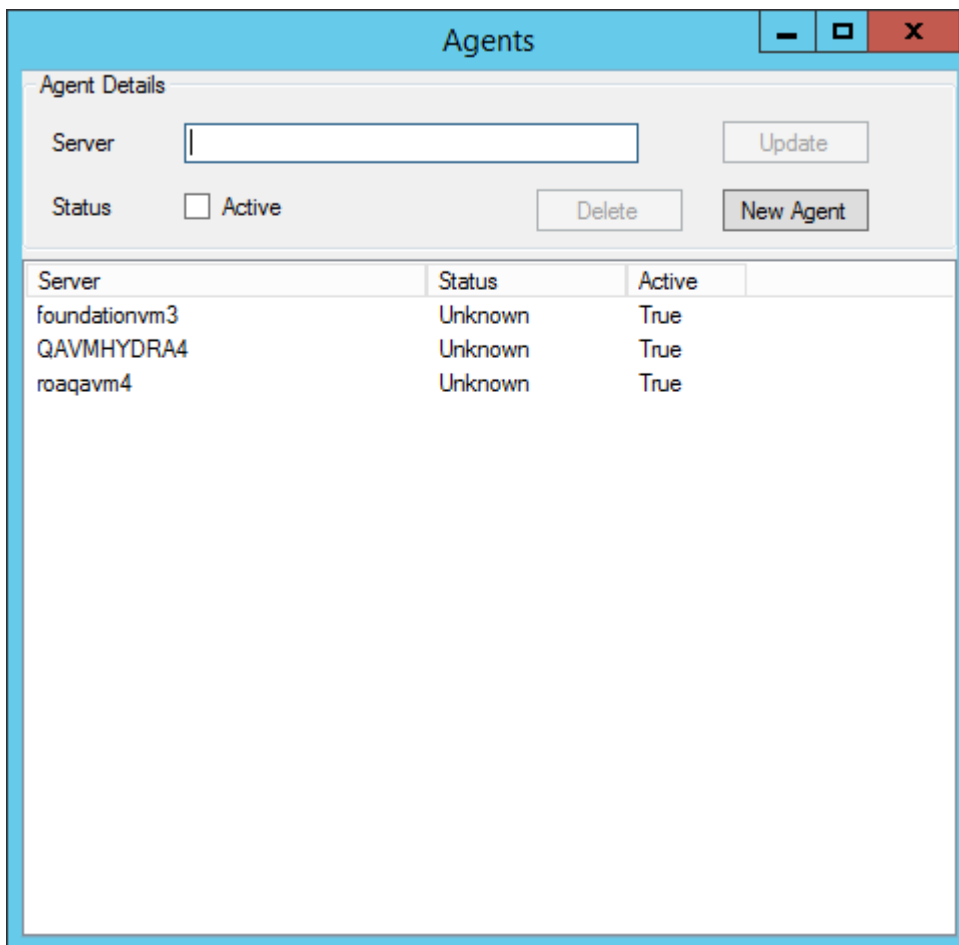 Agents
Agent Details
Server Update
Status Active Delete New Agent
Server Status Active
foundationvm3 Unknown True
QAVMHYDRA4 Unknown True
roaqavm4 Unknown True